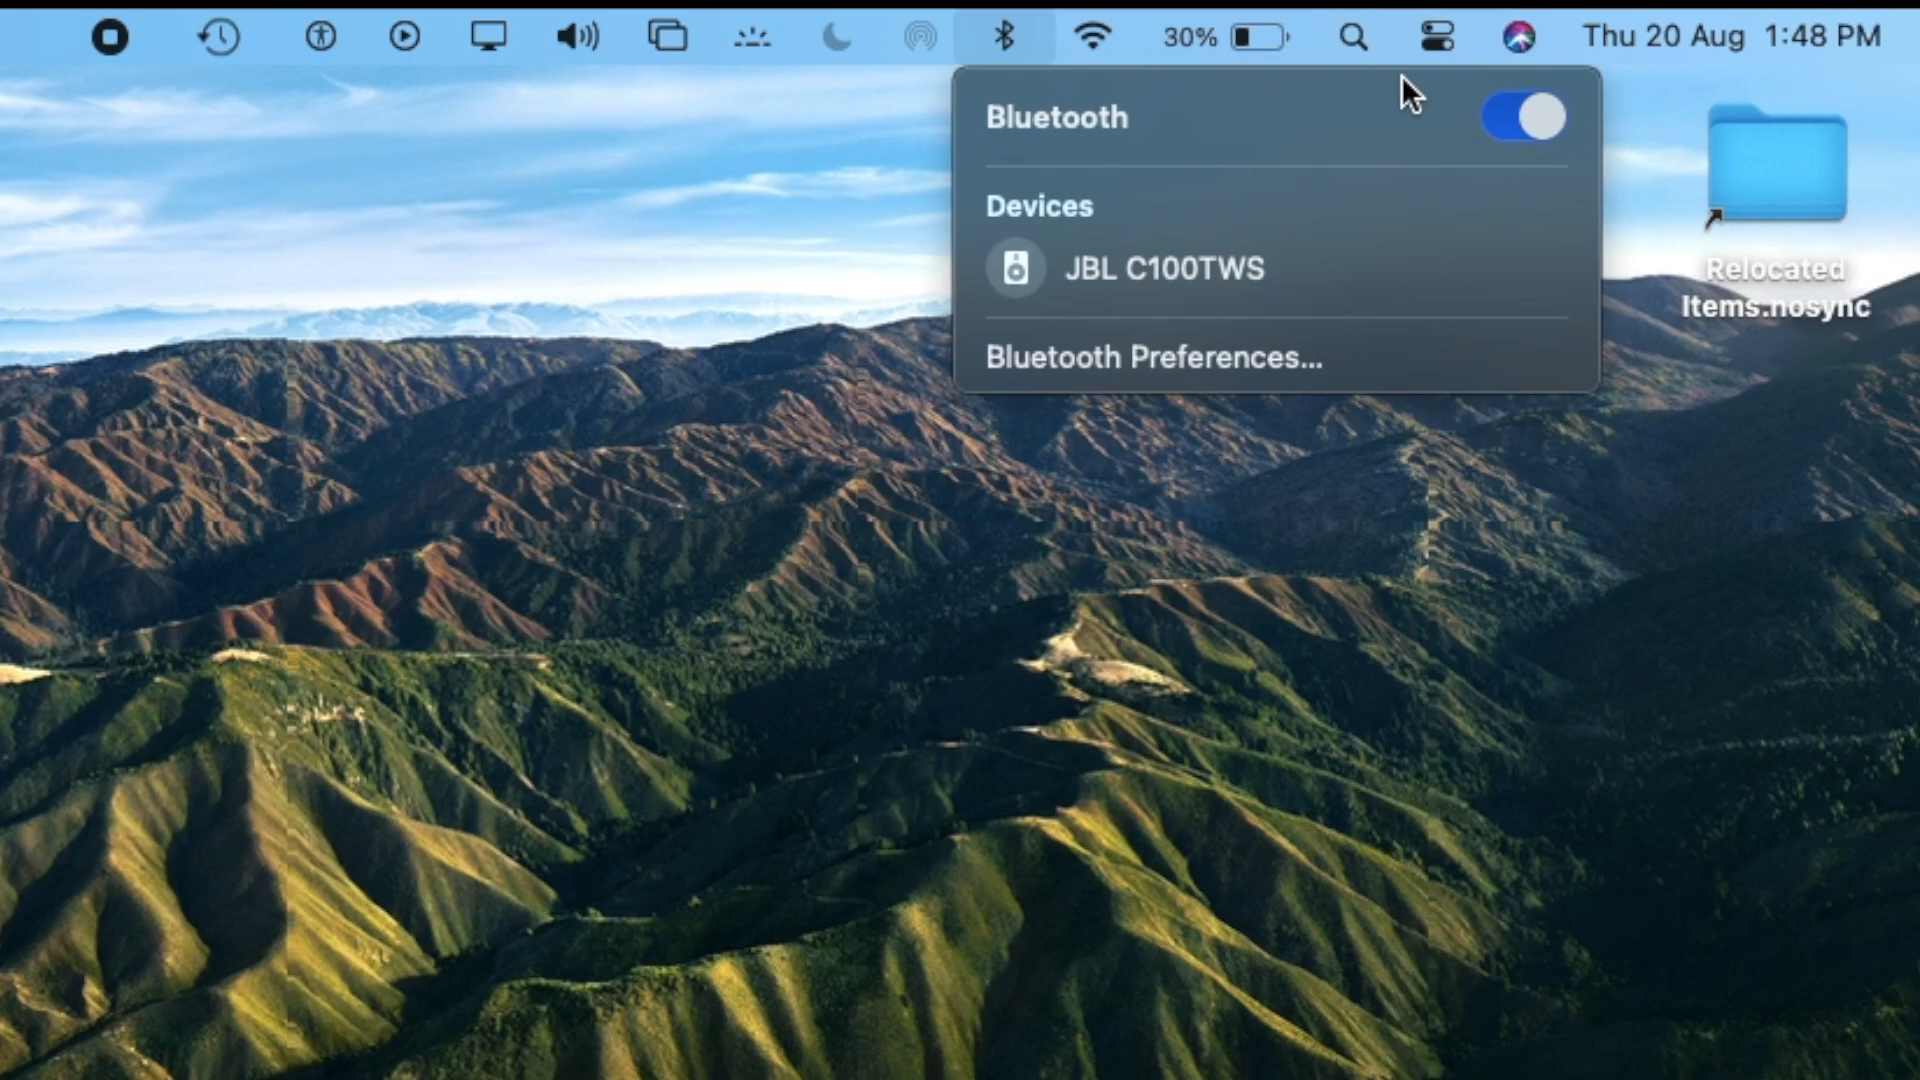 30%
Thu 20 Aug 1:48 PM
Bluetooth
Devices
JBL C100TWS
Bluetooth Preferences...
Relocated
Items.nosync